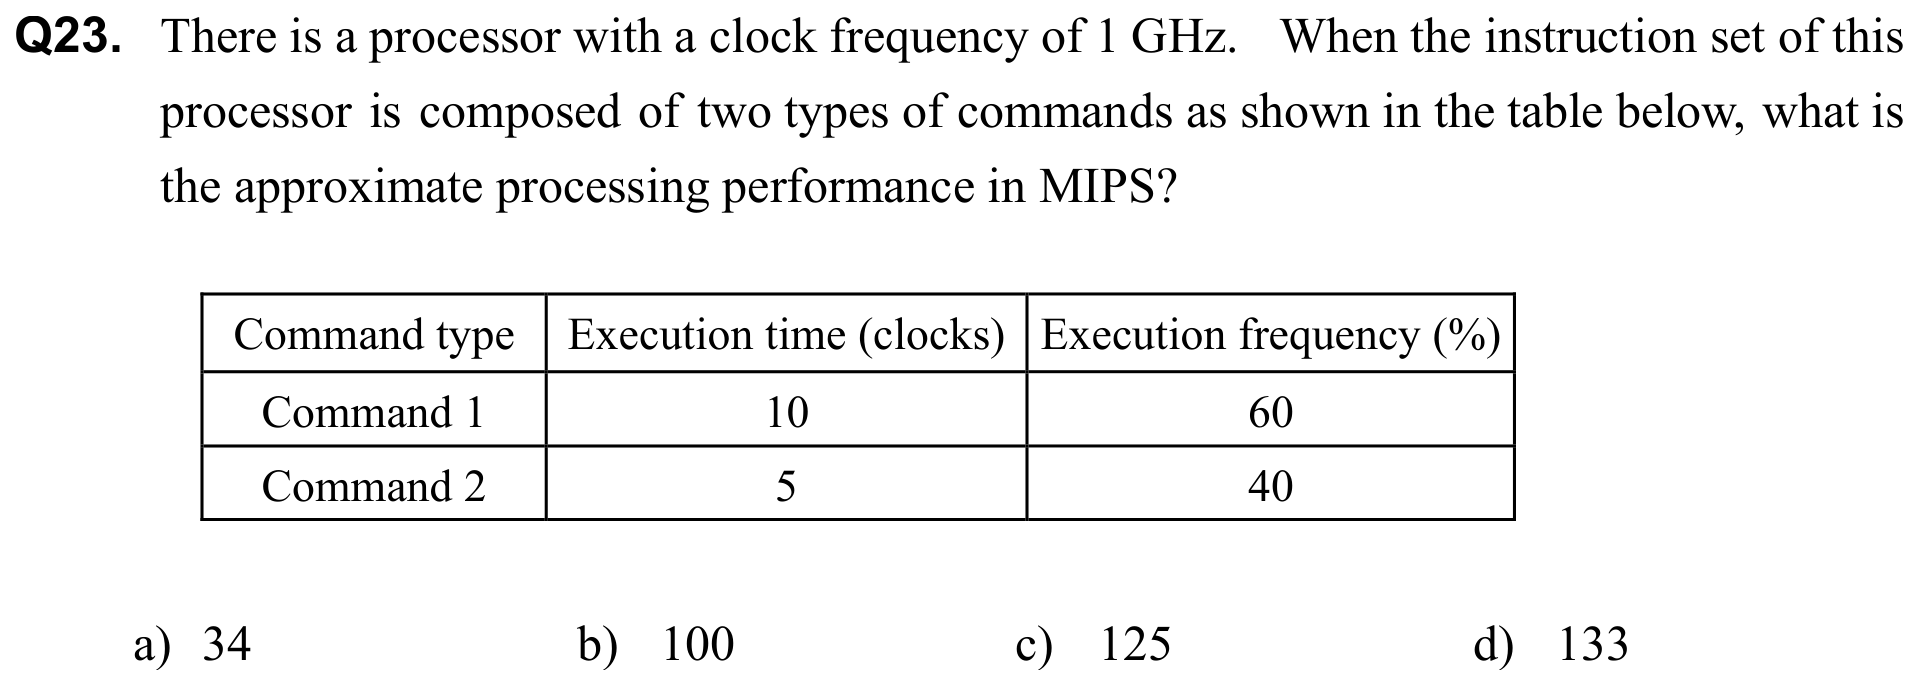 Q23. There is a processor with a clock frequency of 1 GHz. When the instruction set of this
processor is composed of two types of commands as shown in the table below, what is
the approximate processing performance in MIPS?
Command type Execution time (clocks) Execution frequency (%)
Command 1 10 60
Command 2 5 40
a) 34 b) 100 c) 125 d) 133